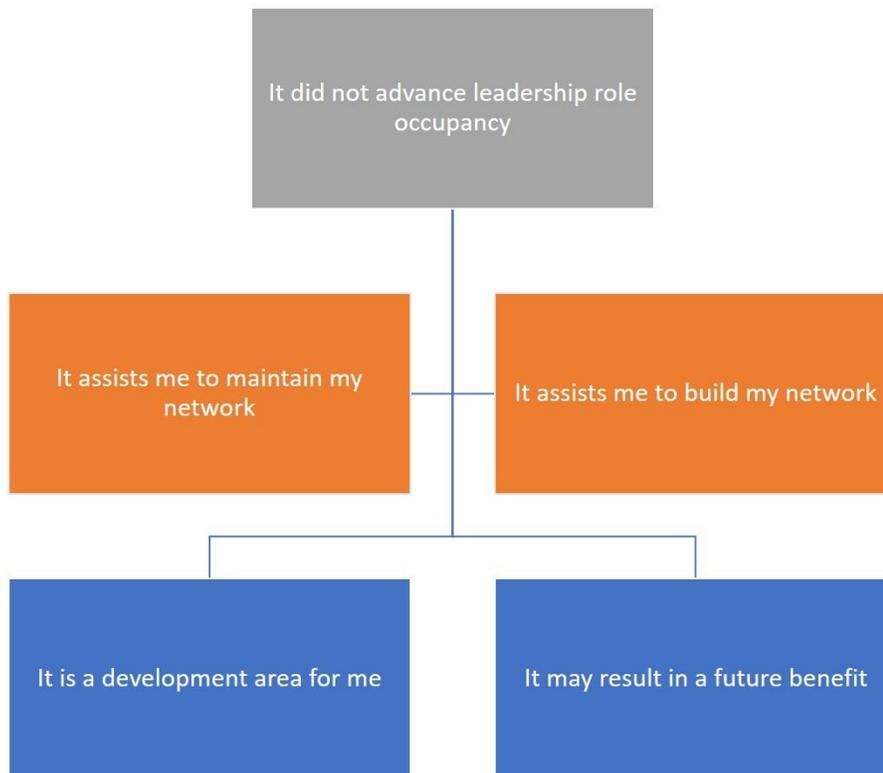 It did not advance leadership role
occupancy
It assists me to maintain my
network
It assists me to build my network
It is a development area for me
It may result in a future benefit